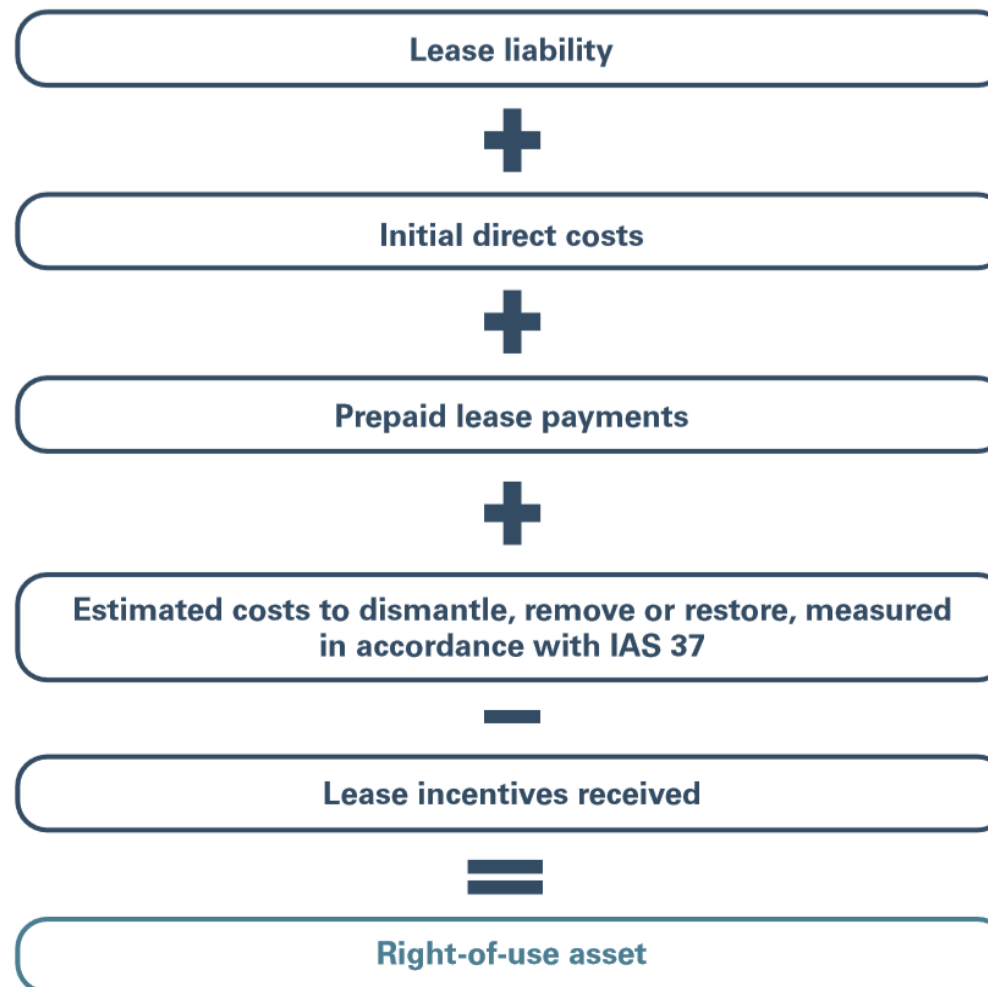 Lease liability
+
Initial direct costs
+
Prepaid lease payments
+
Estimated costs to dismantle, remove or restore, measured
in accordance with IAS 37
−
Lease incentives received
=
Right-of-use asset